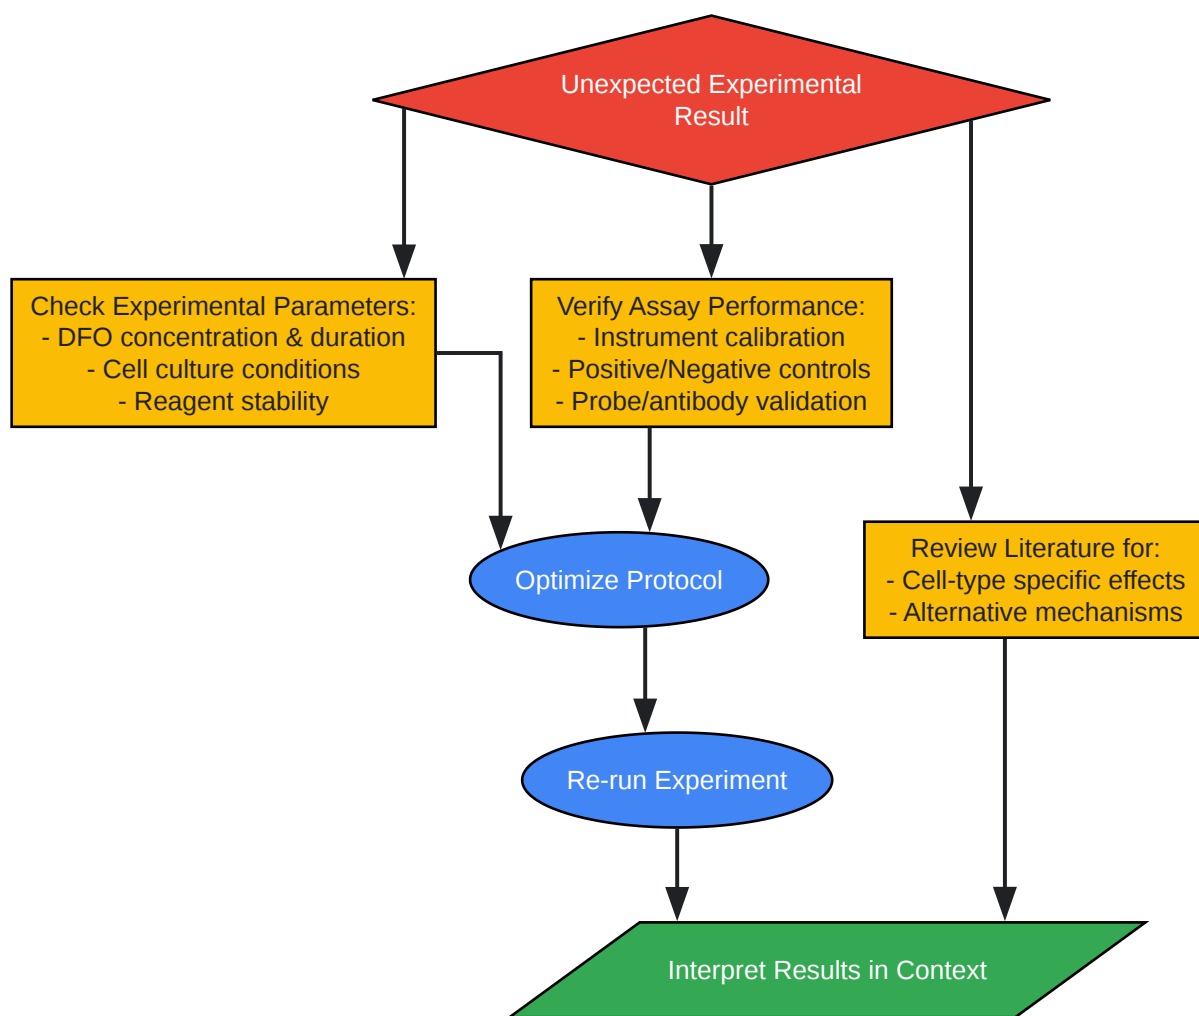 Unexpected Experimental
Result
Check Experimental Parameters:
- DFO concentration & duration
- Cell culture conditions
- Reagent stability
Verify Assay Performance:
- Instrument calibration
- Positive/Negative controls
- Probe/antibody validation
Optimize Protocol
Review Literature for:
- Cell-type specific effects
- Alternative mechanisms
Re-run Experiment
Interpret Results in Context